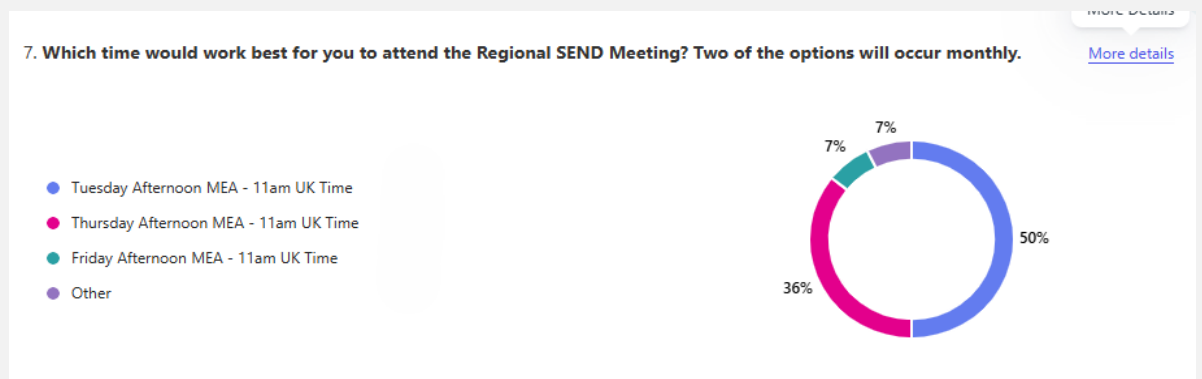 More Details
7. Which time would work best for you to attend the Regional SEND Meeting? Two of the options will occur monthly.
More details
7%
7%
Tuesday Afternoon MEA - 11am UK Time
Thursday Afternoon MEA - 11am UK Time
50%
Friday Afternoon MEA - 11am UK Time
36%
Other